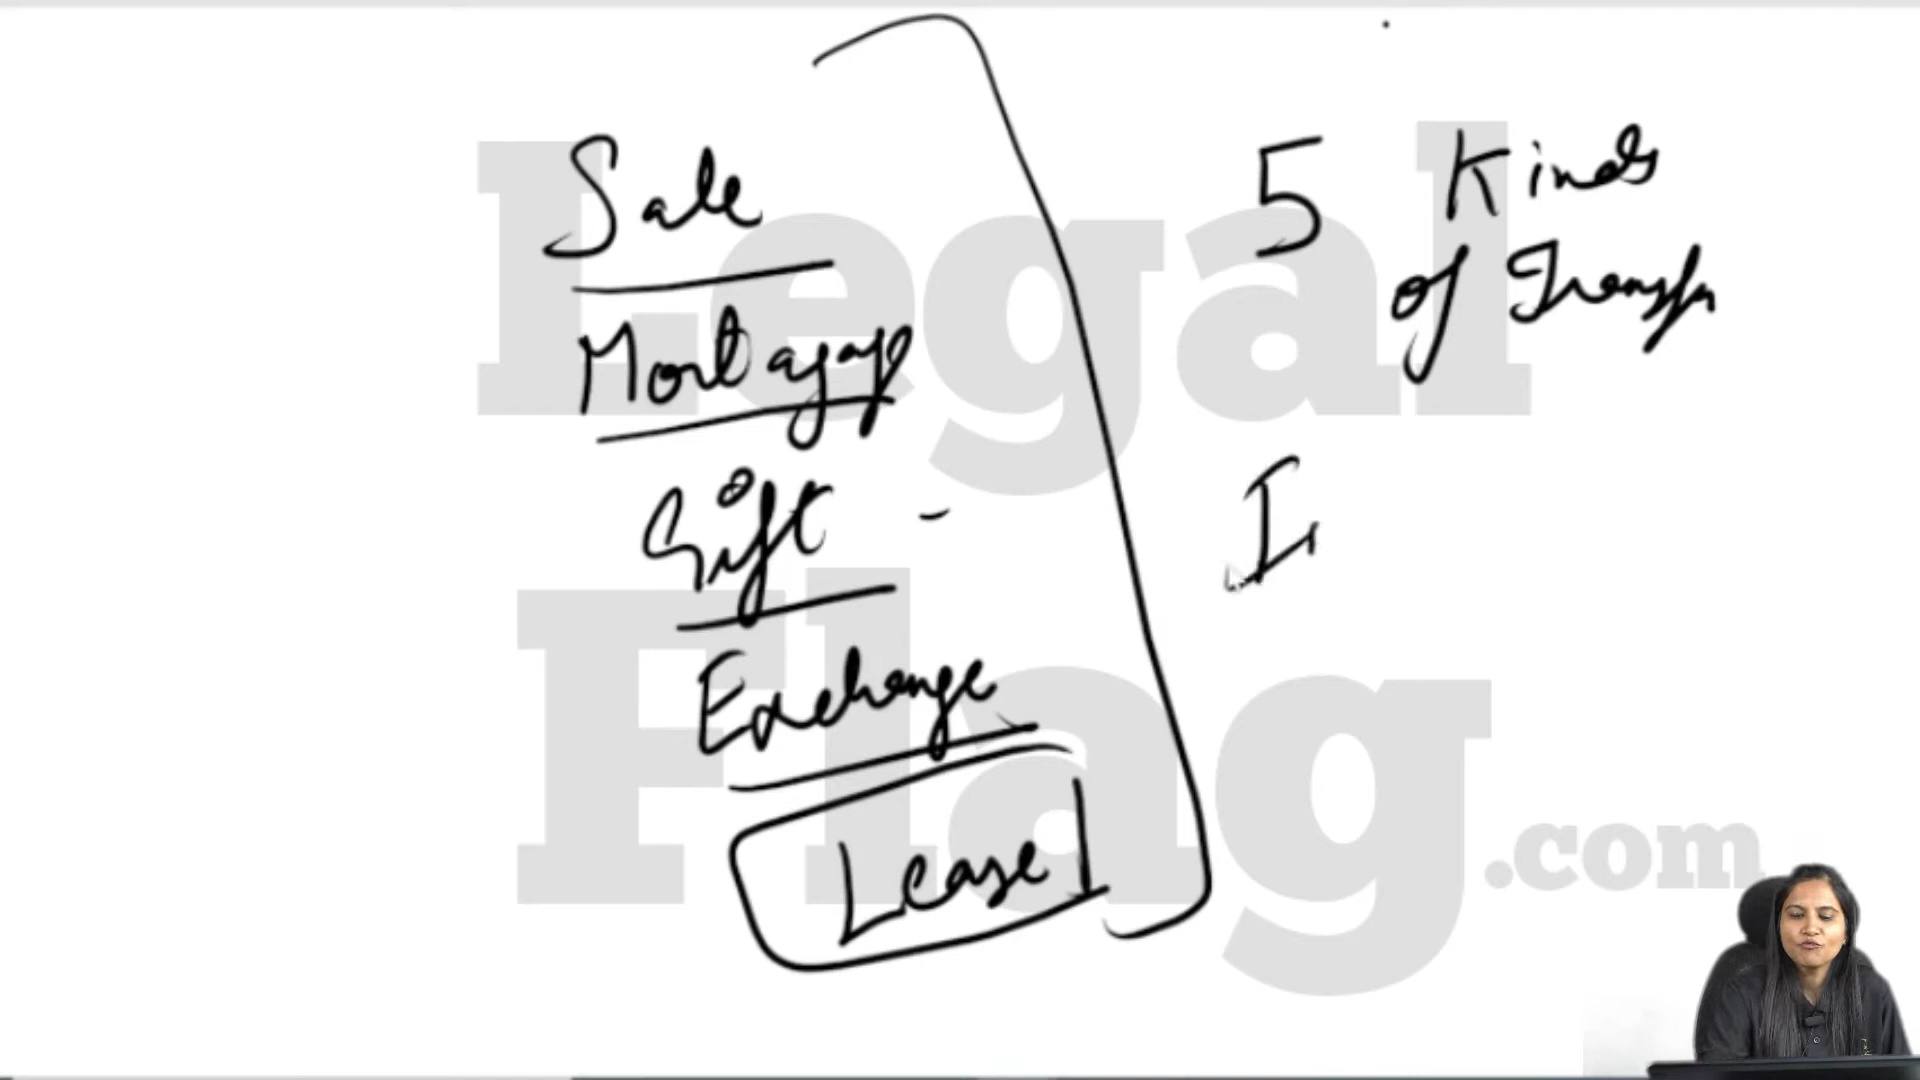 Sale
Mortgage
Gift -
Exchange
Lease
5 Kinds
of Transfer
I
Legal
Flag
.com